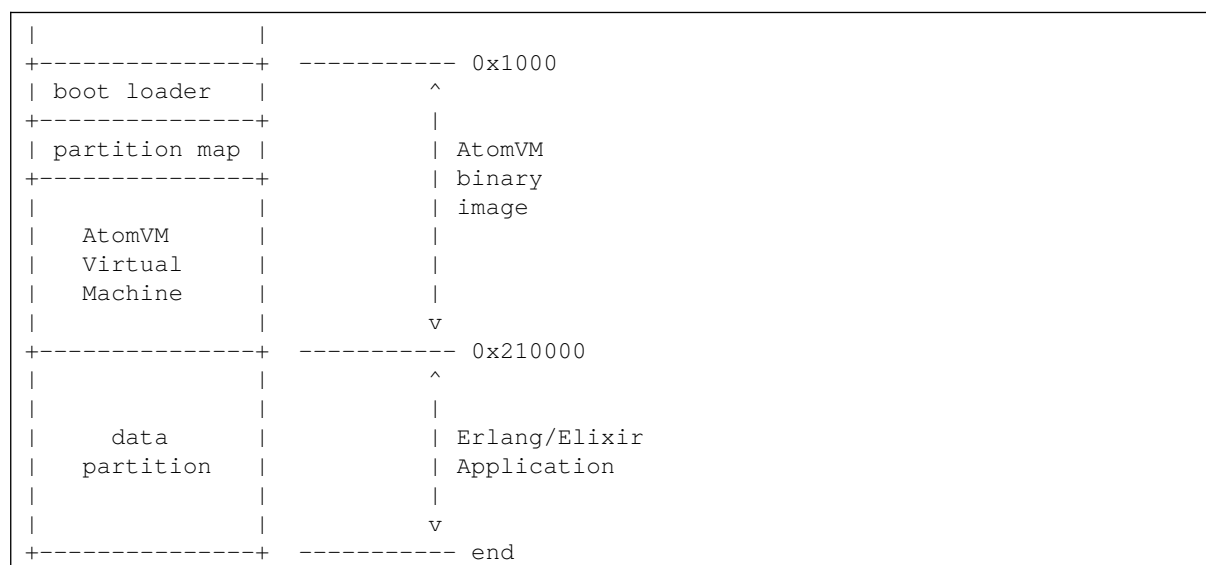 |               |
+---------------+  ----------- 0x1000
| boot loader   |           ^
+---------------+           |
| partition map |           | AtomVM
+---------------+           | binary
|               |           | image
|   AtomVM      |           |
|   Virtual     |           |
|   Machine     |           |
|               |           v
+---------------+  ----------- 0x210000
|               |           ^
|               |           |
|     data      |           | Erlang/Elixir
|   partition   |           | Application
|               |           |
|               |           v
+---------------+  ----------- end